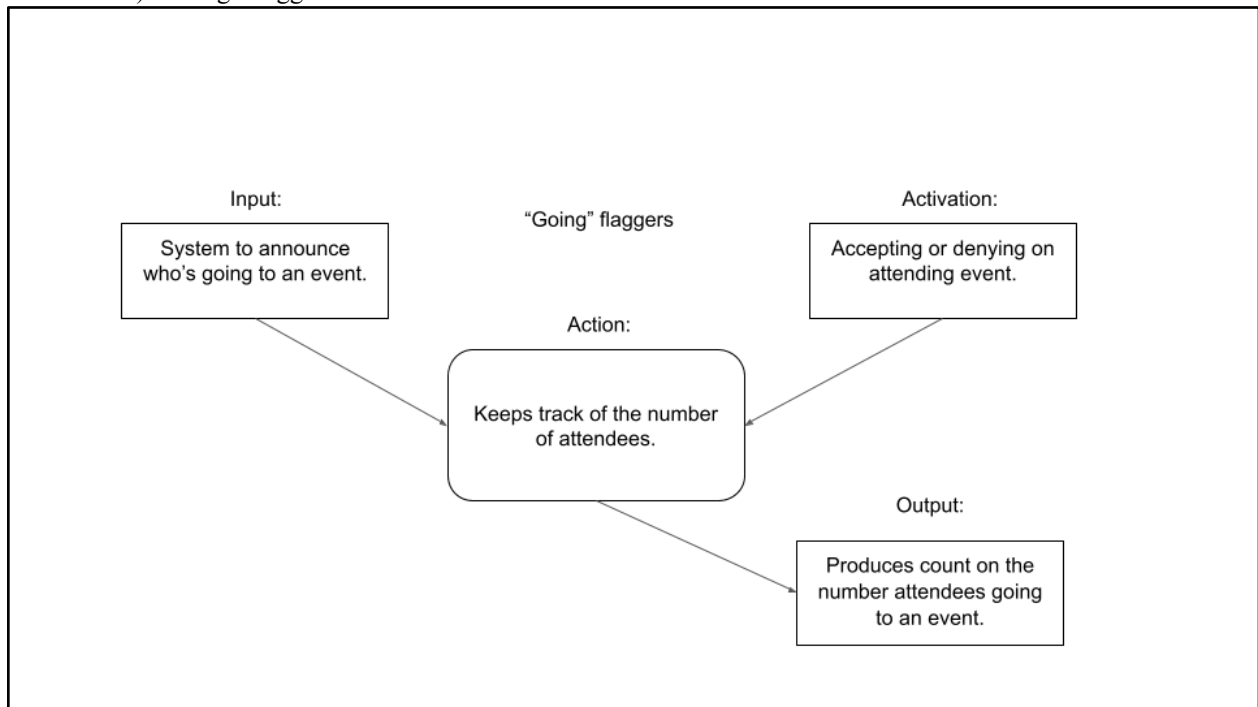 Input:
System to announce
who's going to an event.
“Going” flaggers
Activation:
Accepting or denying on
attending event.
Action:
Keeps track of the number
of attendees.
Output:
Produces count on the
number attendees going
to an event.